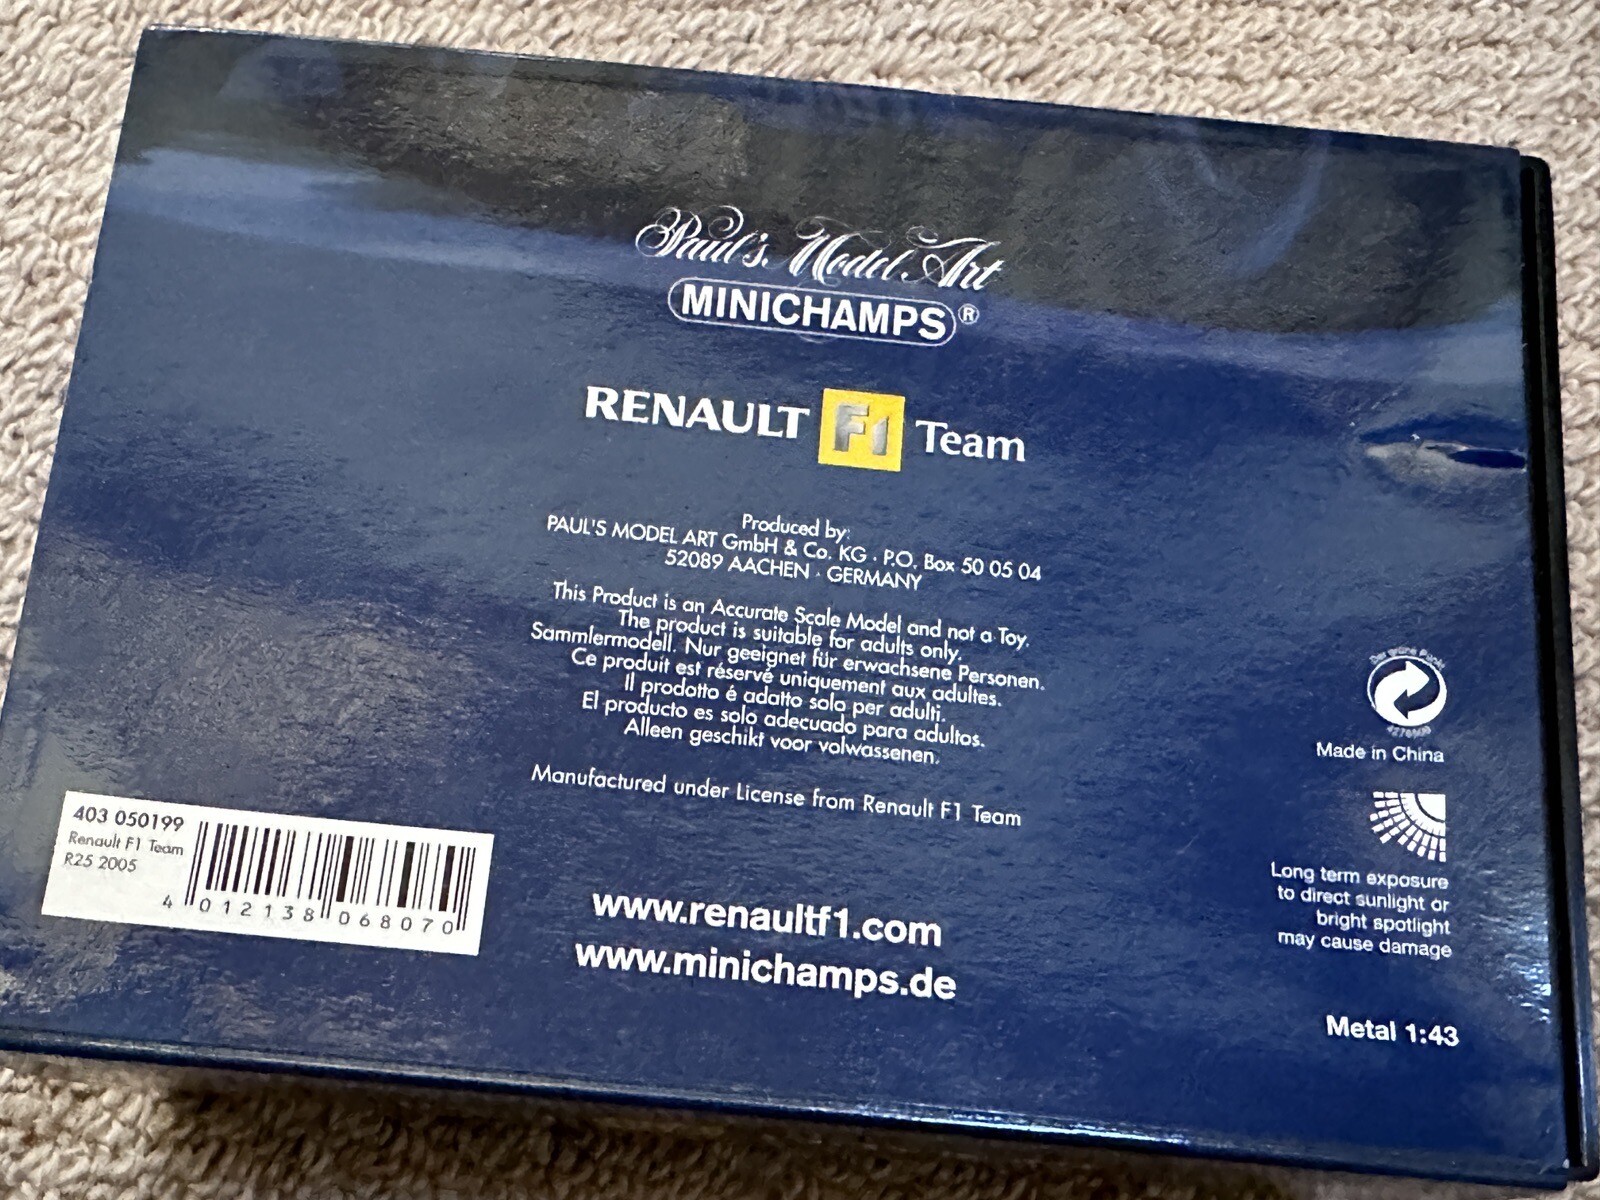 Paul's Model Art
MINICHAMPS®
RENAULT F1 Team
Produced by:
PAUL'S MODEL ART GmbH & Co. KG · P.O. Box 50 05 04
52089 AACHEN · GERMANY
This Product is an Accurate Scale Model and not a Toy.
The product is suitable for adults only.
Sammlermodell. Nur geeignet für erwachsene Personen.
Ce produit est réservé uniquement aux adultes.
Il prodotto é adatto solo per adulti.
El producto es solo adecuado para adultos.
Alleen geschikt voor volwassenen.
Manufactured under License from Renault F1 Team
403 050199
Renault F1 Team
R25 2005
4 012138 068070
www.renaultf1.com
www.minichamps.de
Der grüne Punkt
Made in China
Long term exposure
to direct sunlight or
bright spotlight
may cause damage
Metal 1:43